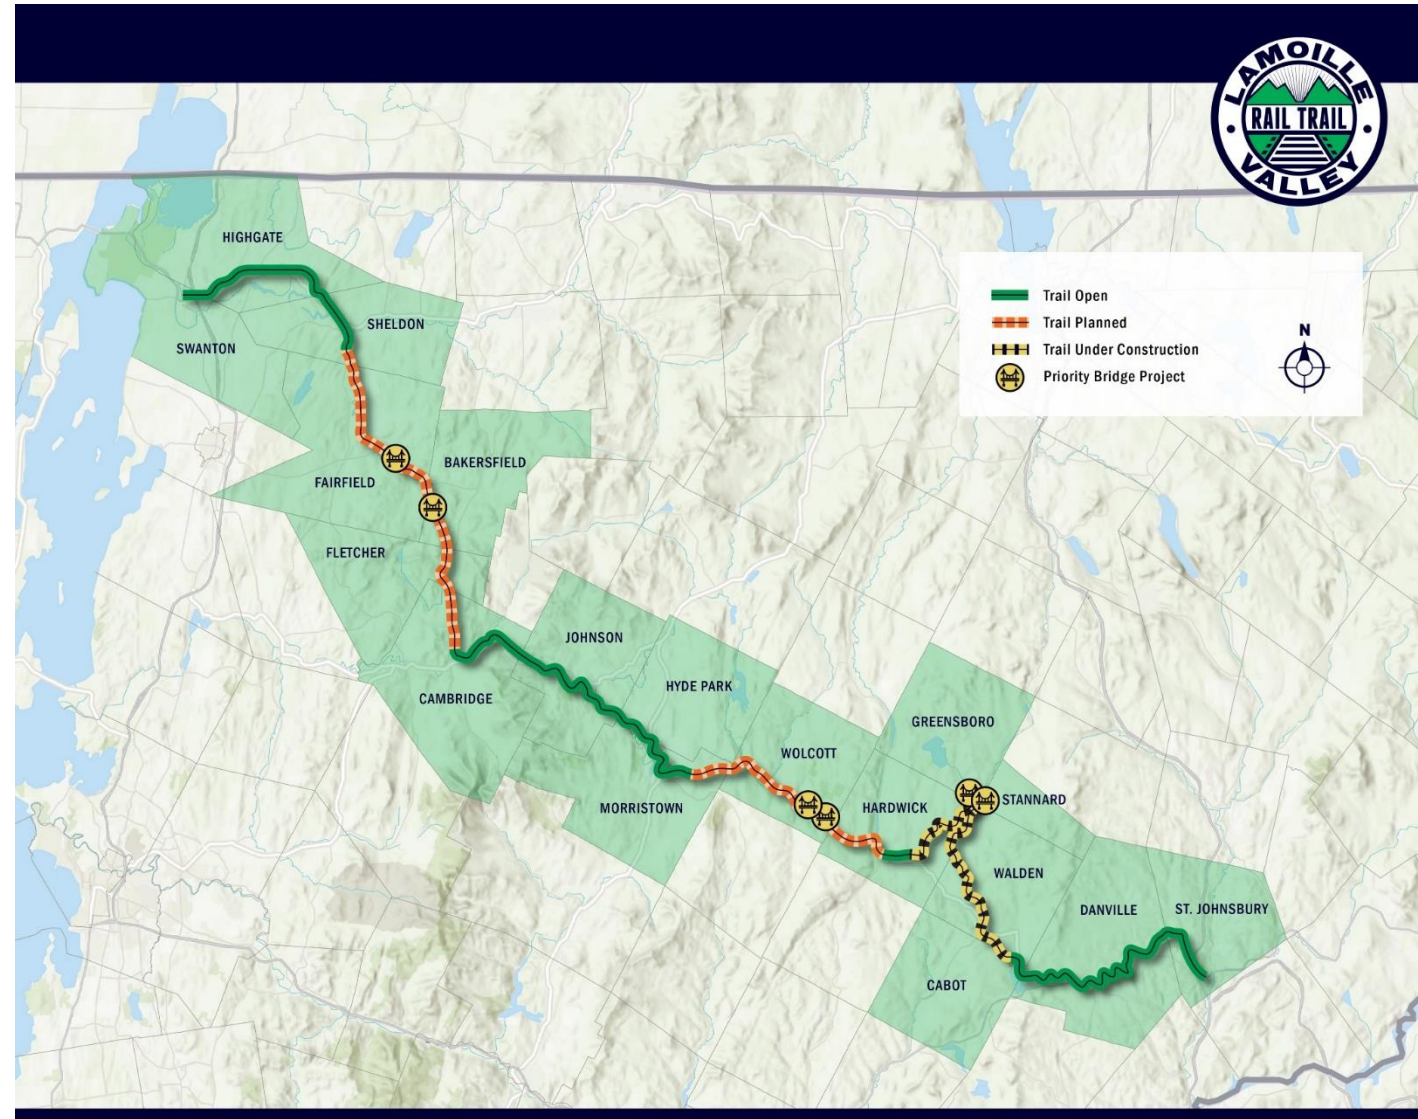 LAMOILLE
RAIL TRAIL
VALLEY
HIGHGATE
Trail Open
Trail Planned
Trail Under Construction
Priority Bridge Project
N
SHELDON
SWANTON
BAKERSFIELD
FAIRFIELD
FLETCHER
JOHNSON
HYDE PARK
CAMBRIDGE
GREENSBORO
WOLCOTT
STANNARD
HARDWICK
MORRISTOWN
WALDEN
DANVILLE
ST. JOHNSBURY
CABOT